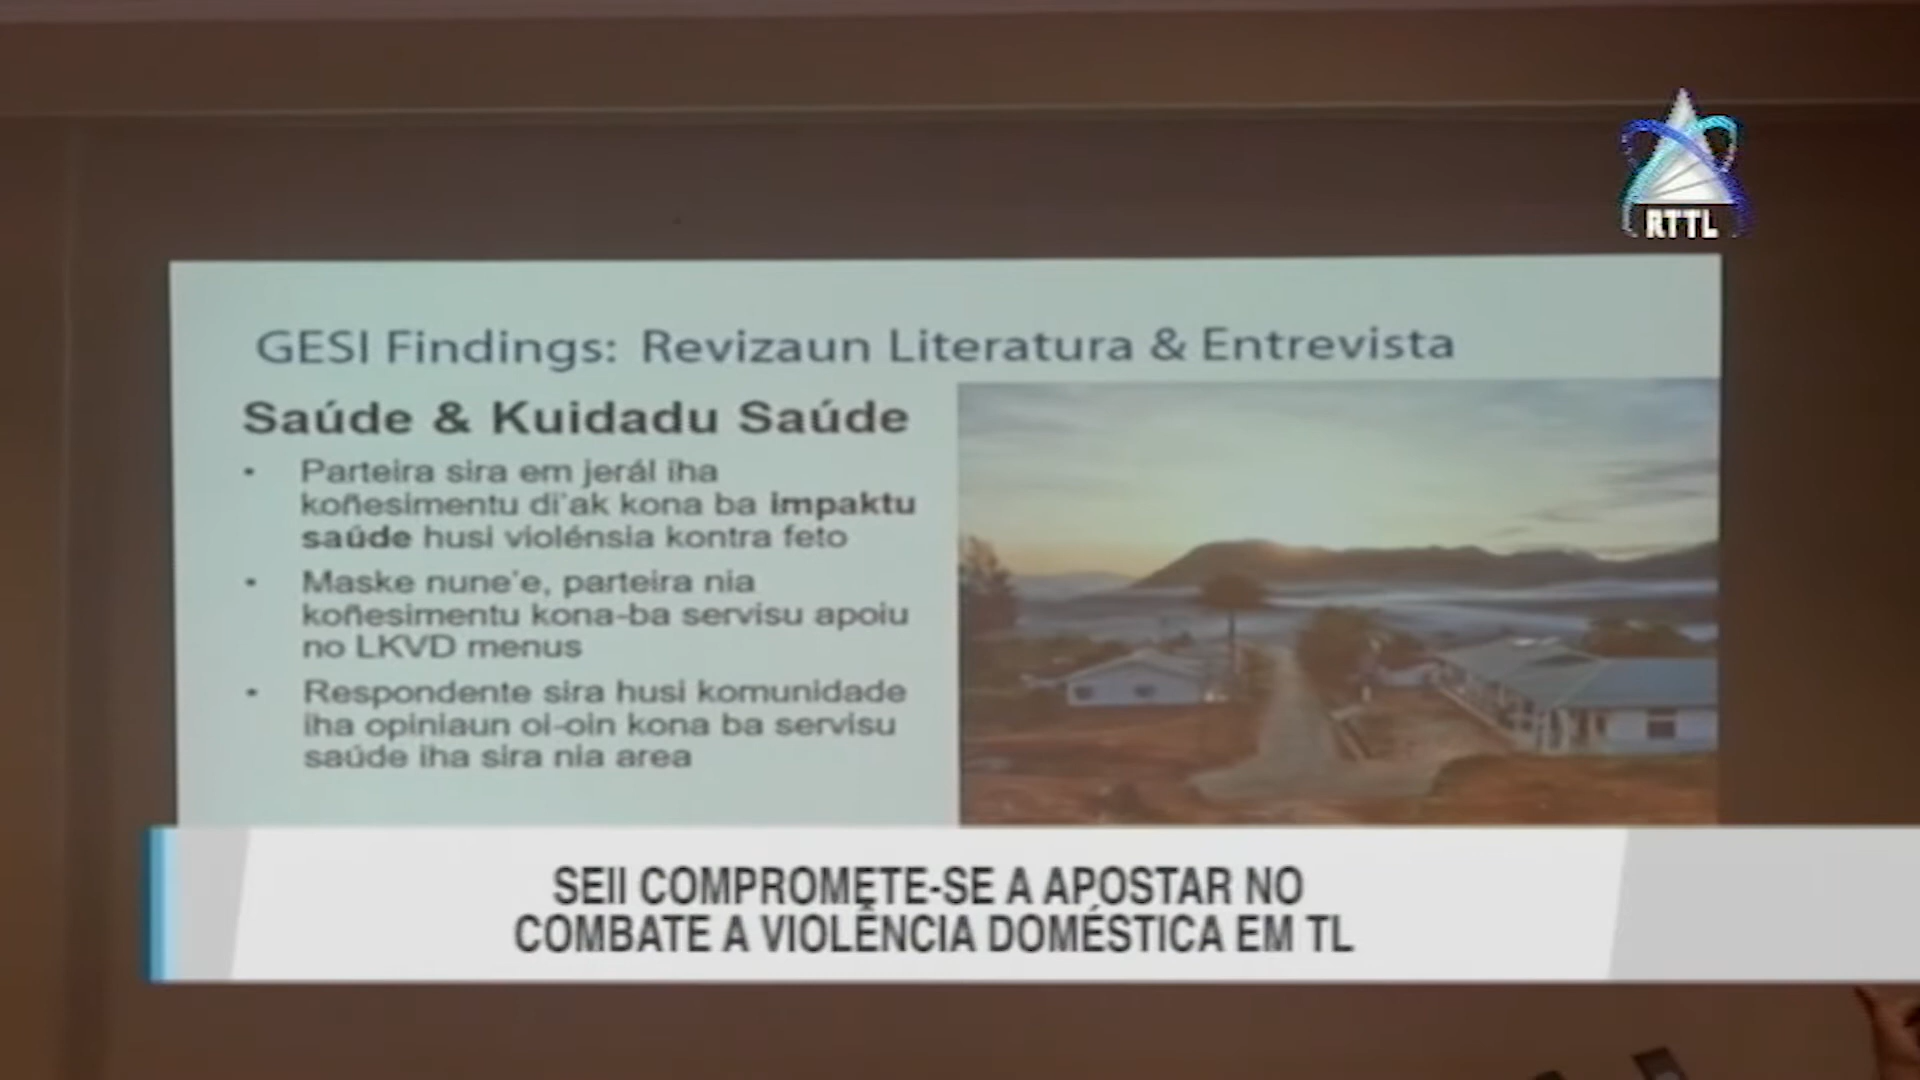 RTTL
GESI Findings: Revizaun Literatura & Entrevista
Saúde & Kuidadu Saúde
• Parteira sira em jerál iha
koñesimentu di'ak kona ba impaktu
saúde husi violénsia kontra feto
• Maske nune'e, parteira nia
koñesimentu kona-ba servisu apoiu
no LKVD menus
• Respondente sira husi komunidade
iha opiniaun oi-oin kona ba servisu
saúde iha sira nia area
SEII COMPROMETE-SE A APOSTAR NO
COMBATE A VIOLÊNCIA DOMÉSTICA EM TL